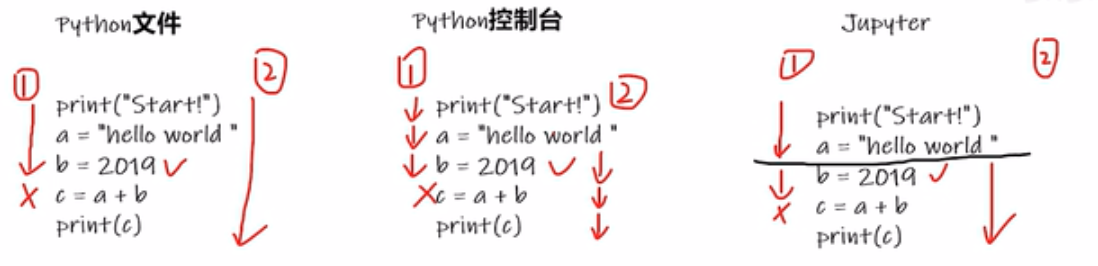 Python文件
① ②
print("Start!")
a = "hello world "
b = 2019 ✓
✗ c = a + b
print(c)
Python控制台
① ②
print("Start!")
a = "hello world "
b = 2019 ✓
✗ c = a + b
print(c)
Jupyter
① ②
print("Start!")
a = "hello world "
b = 2019 ✓
✗ c = a + b
print(c)